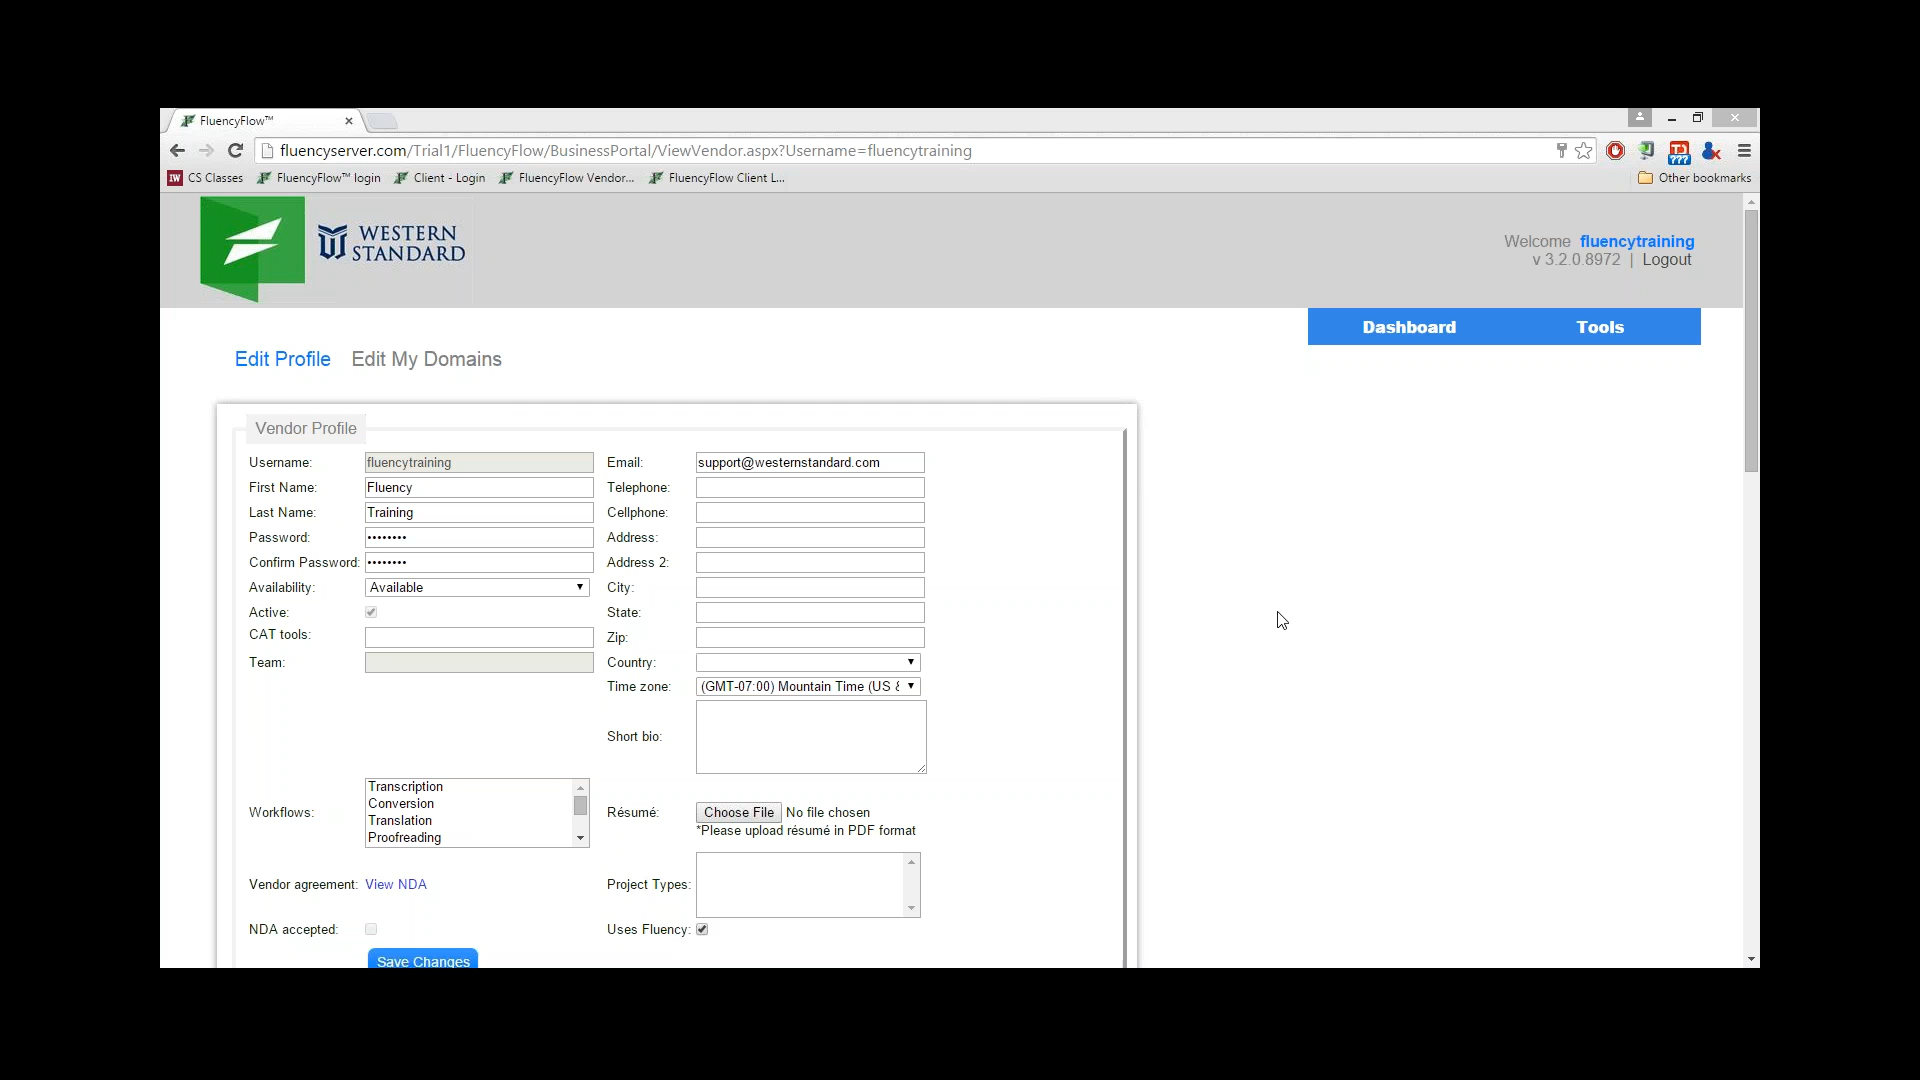 FluencyFlow™
fluencyserver.com/Trial1/FluencyFlow/BusinessPortal/ViewVendor.aspx?Username=fluencytraining
CS Classes FluencyFlow™ login Client - Login FluencyFlow Vendor... FluencyFlow Client L... Other bookmarks
WESTERN
STANDARD
Welcome fluencytraining
v 3.2.0.8972 | Logout
Dashboard Tools
Edit Profile Edit My Domains
Vendor Profile
Username: fluencytraining Email: support@westernstandard.com
First Name: Fluency Telephone:
Last Name: Training Cellphone:
Password: •••••••• Address:
Confirm Password: •••••••• Address 2:
Availability: Available City:
Active: State:
CAT tools: Zip:
Team: Country:
Time zone: (GMT-07:00) Mountain Time (US &
Short bio:
Transcription
Conversion
Workflows: Résumé: Choose File No file chosen
Translation
Proofreading
*Please upload résumé in PDF format
Vendor agreement: View NDA Project Types:
NDA accepted: Uses Fluency:
Save Changes